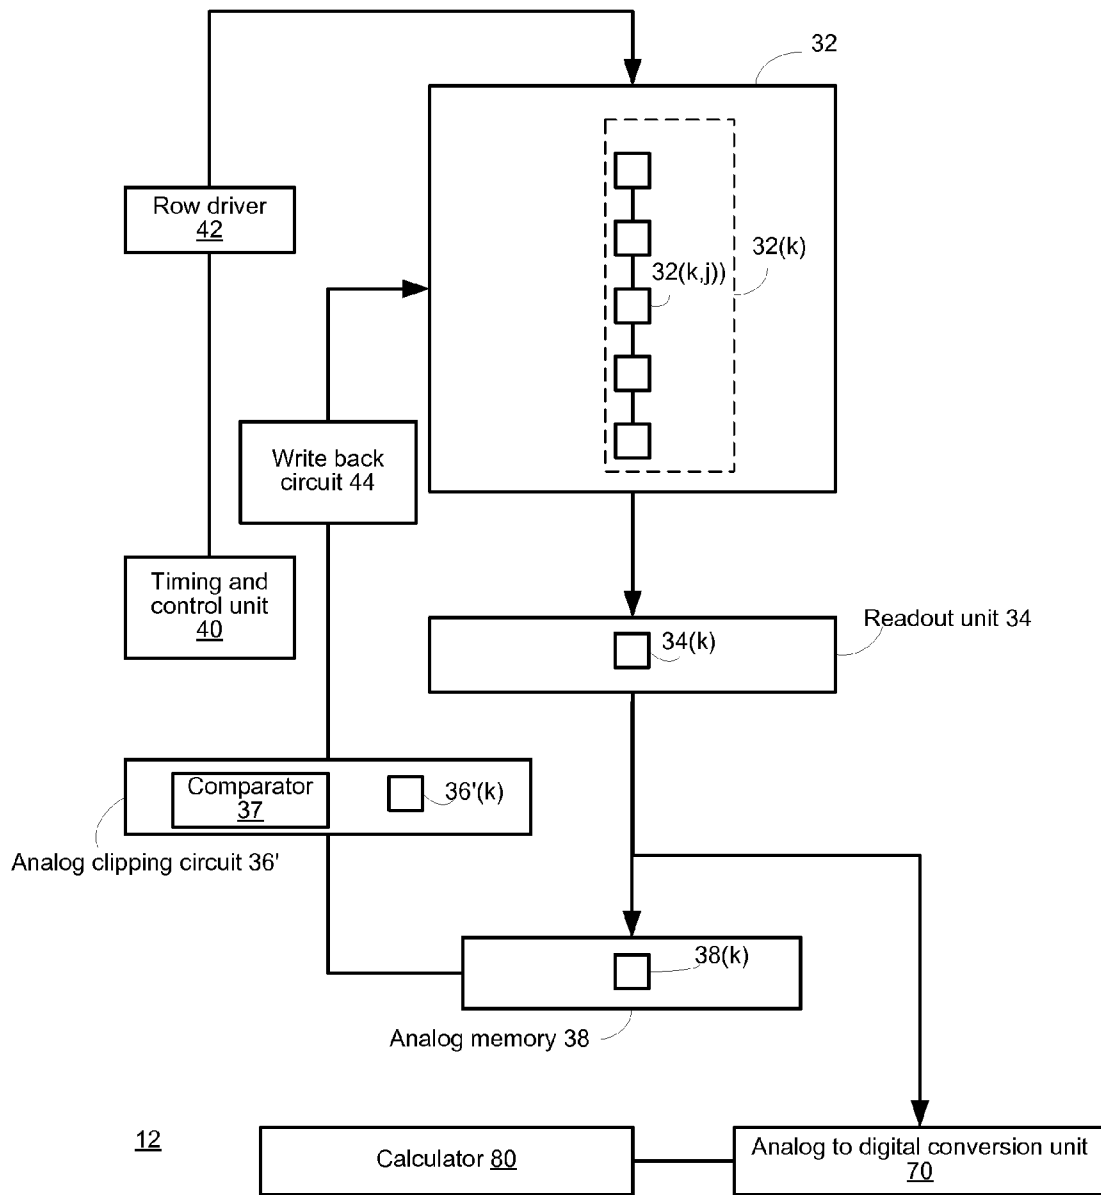 32
Row driver
42
32(k,j))
32(k)
Write back
circuit 44
Timing and
control unit
40
34(k)
Readout unit 34
Comparator
37
36'(k)
Analog clipping circuit 36'
38(k)
Analog memory 38
12
Calculator 80
Analog to digital conversion unit
70